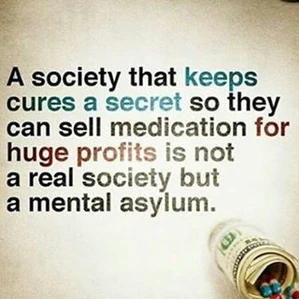 A society that keeps
cures a secret so they
can sell medication for
huge profits is not
a real society but
a mental asylum.